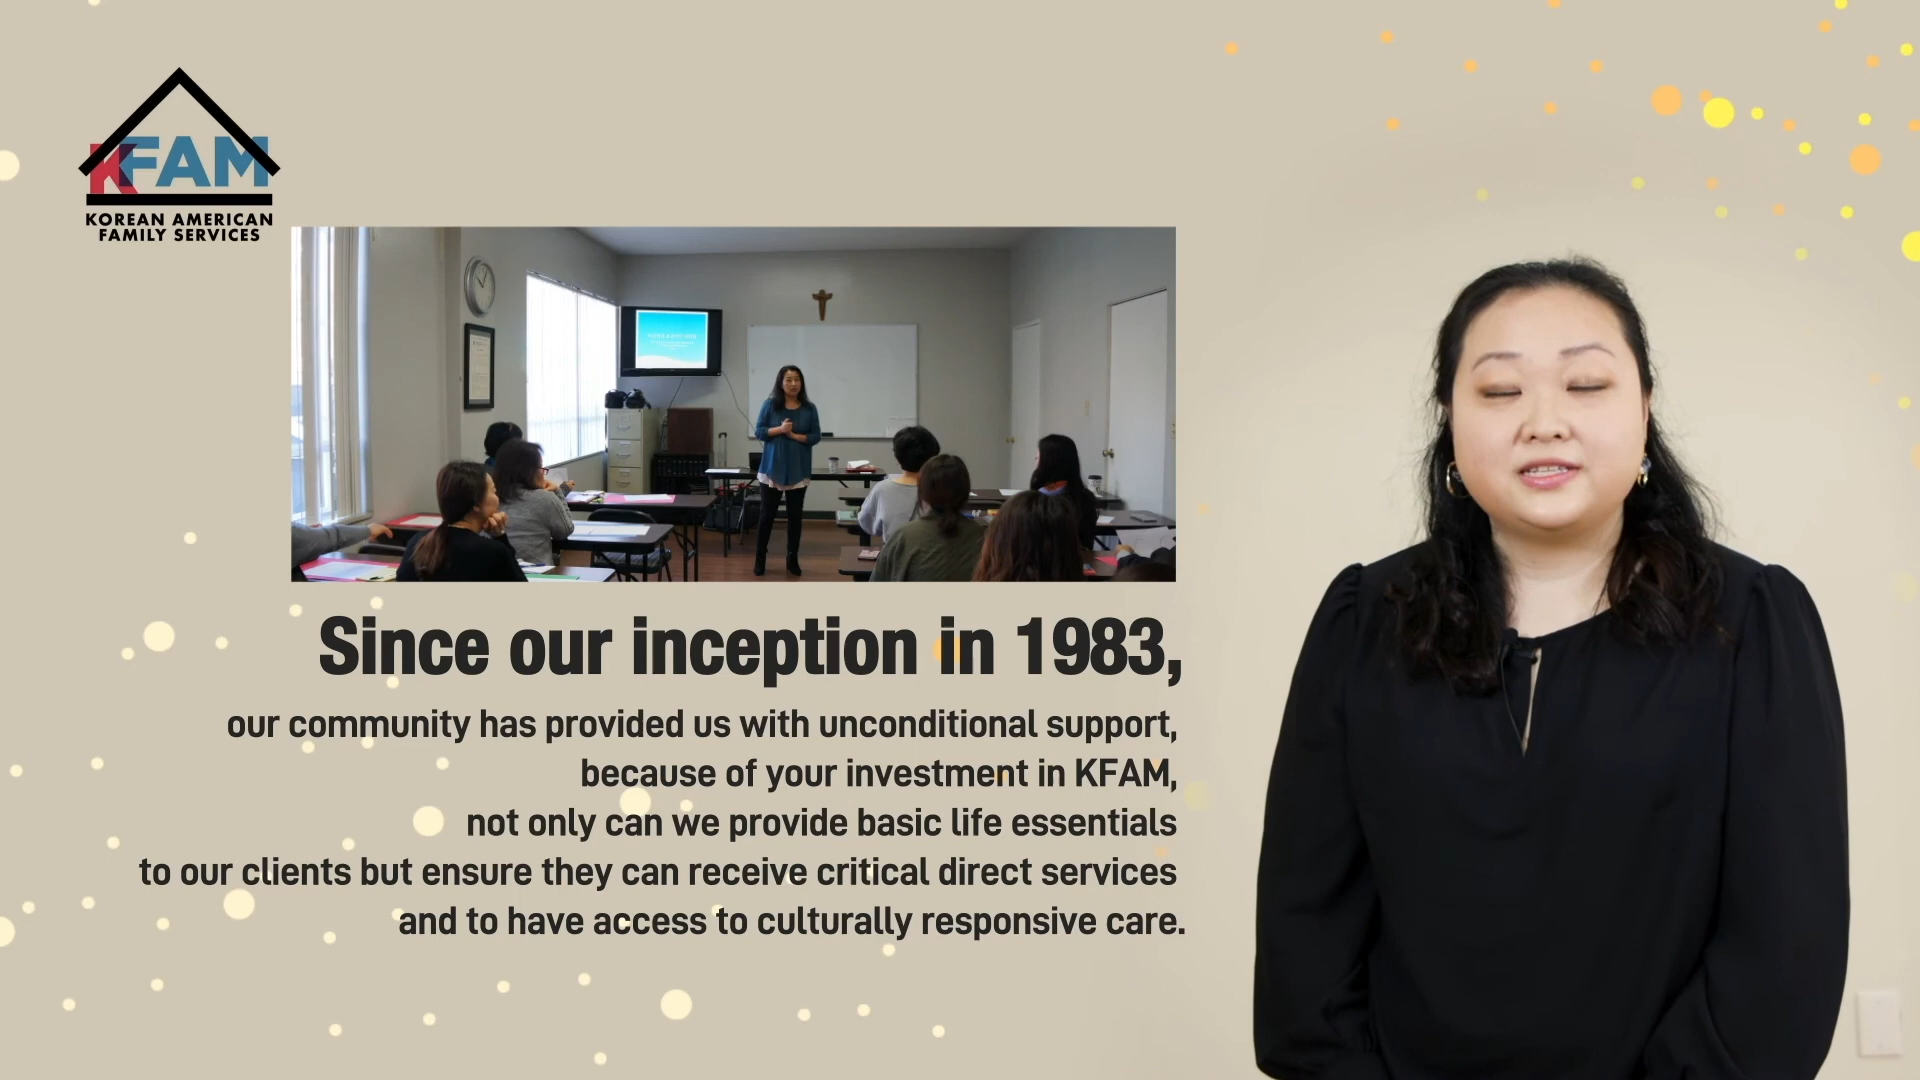 KFAM
KOREAN AMERICAN
FAMILY SERVICES
Since our inception in 1983,
our community has provided us with unconditional support,
because of your investment in KFAM,
not only can we provide basic life essentials
to our clients but ensure they can receive critical direct services
and to have access to culturally responsive care.